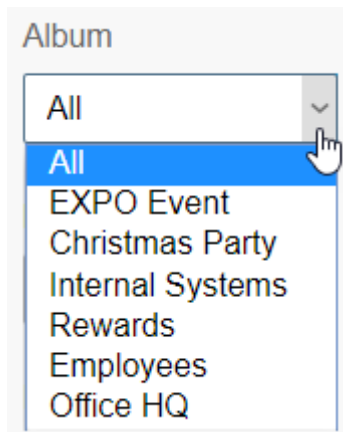 Album
All
All
EXPO Event
Christmas Party
Internal Systems
Rewards
Employees
Office HQ